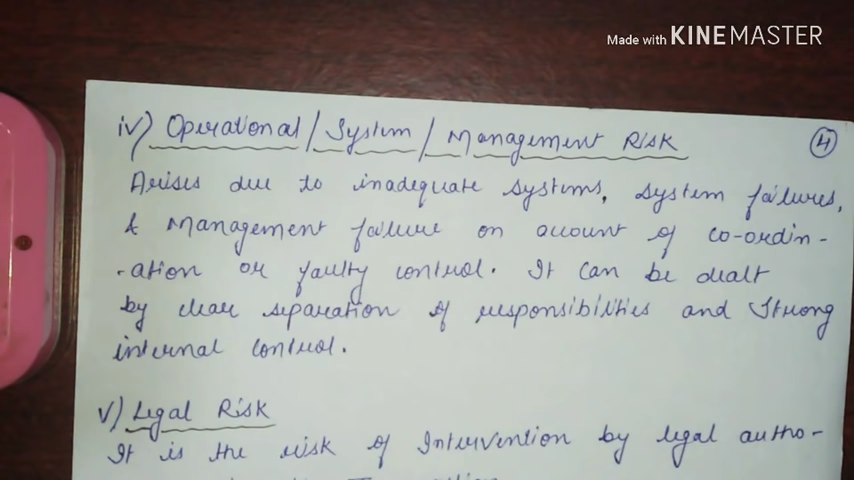 Made with KINEMASTER
iv) Operational / System / Management Risk
4
Arises due to inadequate systems, system failures,
& Management failure on account of co-ordin-
-ation or faulty control. It can be dealt
by clear separation of responsibilities and Strong
internal control.
v) Legal Risk
It is the risk of Intervention by legal autho-